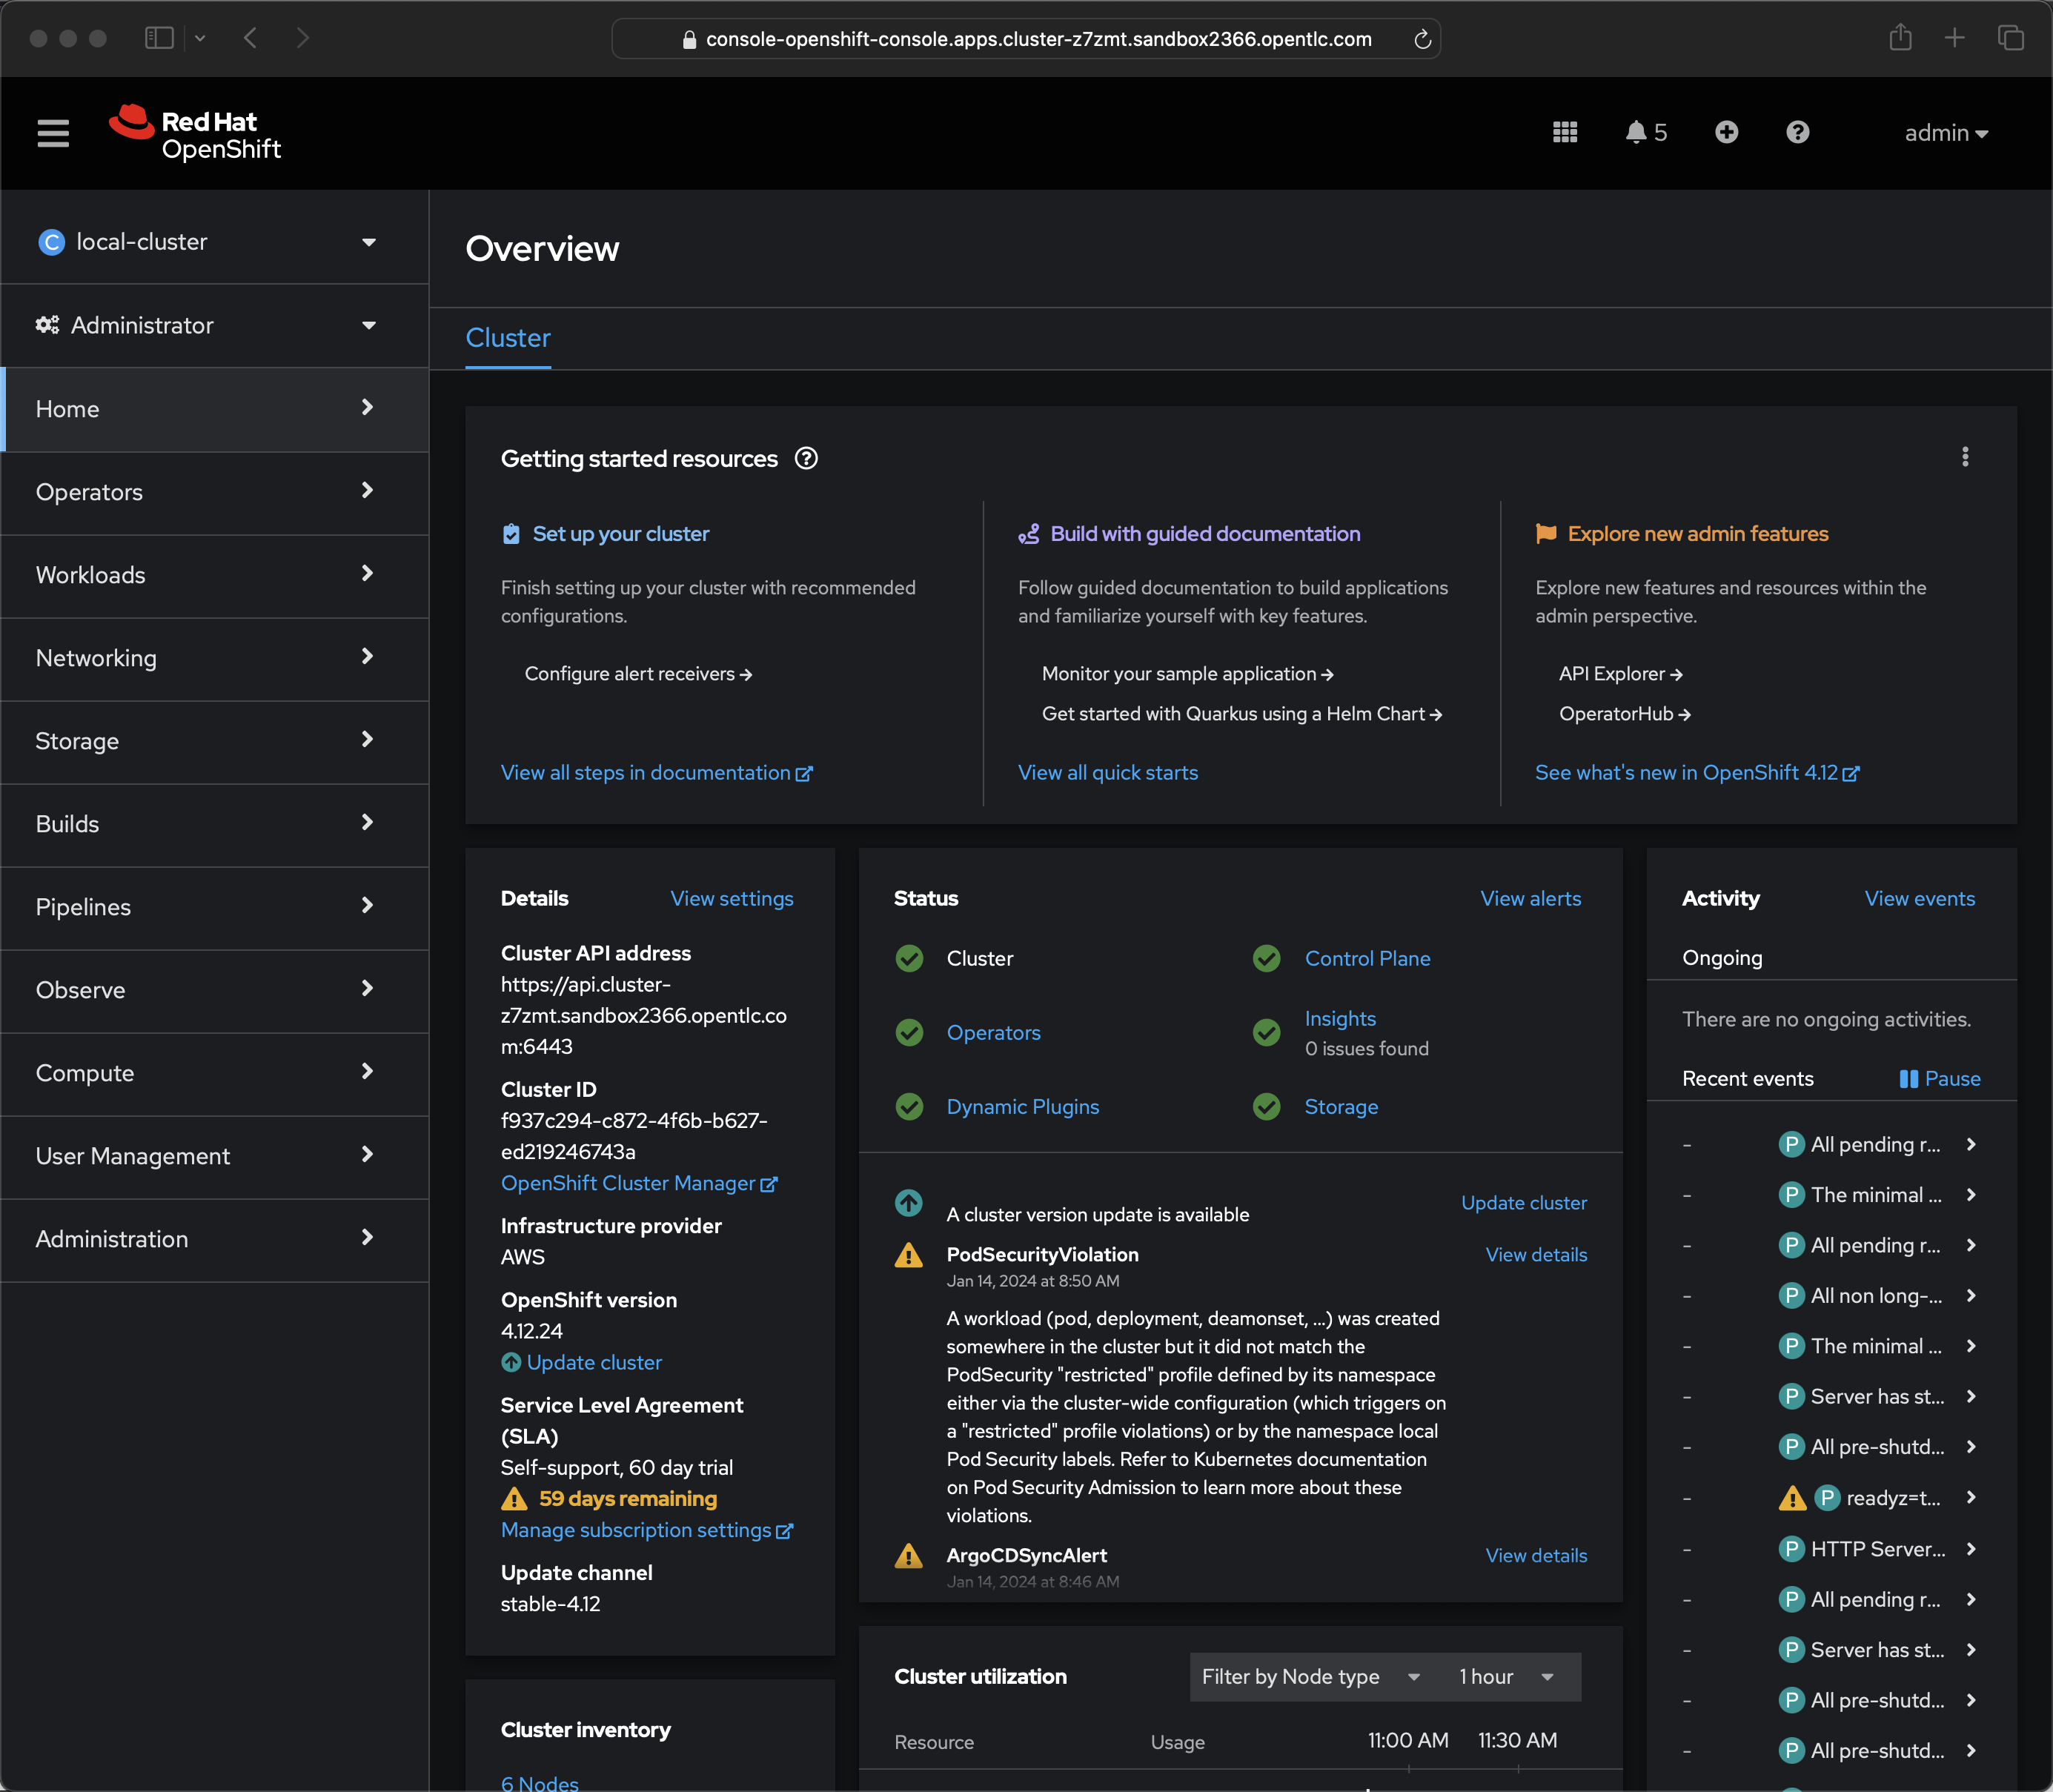 console-openshift-console.apps.cluster-z7zmt.sandbox2366.opentlc.com
Red Hat
OpenShift
5
admin
C local-cluster
Administrator
Home
Operators
Workloads
Networking
Storage
Builds
Pipelines
Observe
Compute
User Management
Administration
Overview
Cluster
Getting started resources
Set up your cluster
Finish setting up your cluster with recommended
configurations.
Configure alert receivers
View all steps in documentation
Build with guided documentation
Follow guided documentation to build applications
and familiarize yourself with key features.
Monitor your sample application
Get started with Quarkus using a Helm Chart
View all quick starts
Explore new admin features
Explore new features and resources within the
admin perspective.
API Explorer
OperatorHub
See what's new in OpenShift 4.12
Details
View settings
Cluster API address
https://api.cluster-
z7zmt.sandbox2366.opentlc.co
m:6443
Cluster ID
f937c294-c872-4f6b-b627-
ed219246743a
OpenShift Cluster Manager
Infrastructure provider
AWS
OpenShift version
4.12.24
Update cluster
Service Level Agreement
(SLA)
Self-support, 60 day trial
59 days remaining
Manage subscription settings
Update channel
stable-4.12
Cluster inventory
6 Nodes
Status
View alerts
Cluster
Control Plane
Operators
Insights
0 issues found
Dynamic Plugins
Storage
A cluster version update is available
Update cluster
PodSecurityViolation
View details
Jan 14, 2024 at 8:50 AM
A workload (pod, deployment, deamonset, ...) was created
somewhere in the cluster but it did not match the
PodSecurity "restricted" profile defined by its namespace
either via the cluster-wide configuration (which triggers on
a "restricted" profile violations) or by the namespace local
Pod Security labels. Refer to Kubernetes documentation
on Pod Security Admission to learn more about these
violations.
ArgoCDSyncAlert
View details
Jan 14, 2024 at 8:46 AM
Cluster utilization
Filter by Node type
1 hour
Resource
Usage
11:00 AM
11:30 AM
Activity
View events
Ongoing
There are no ongoing activities.
Recent events
Pause
- P All pending r...
- P The minimal ...
- P All pending r...
- P All non long-...
- P The minimal ...
- P Server has st...
- P All pre-shutd...
- P readyz=t...
- P HTTP Server...
- P All pending r...
- P Server has st...
- P All pre-shutd...
- P All pre-shutd...